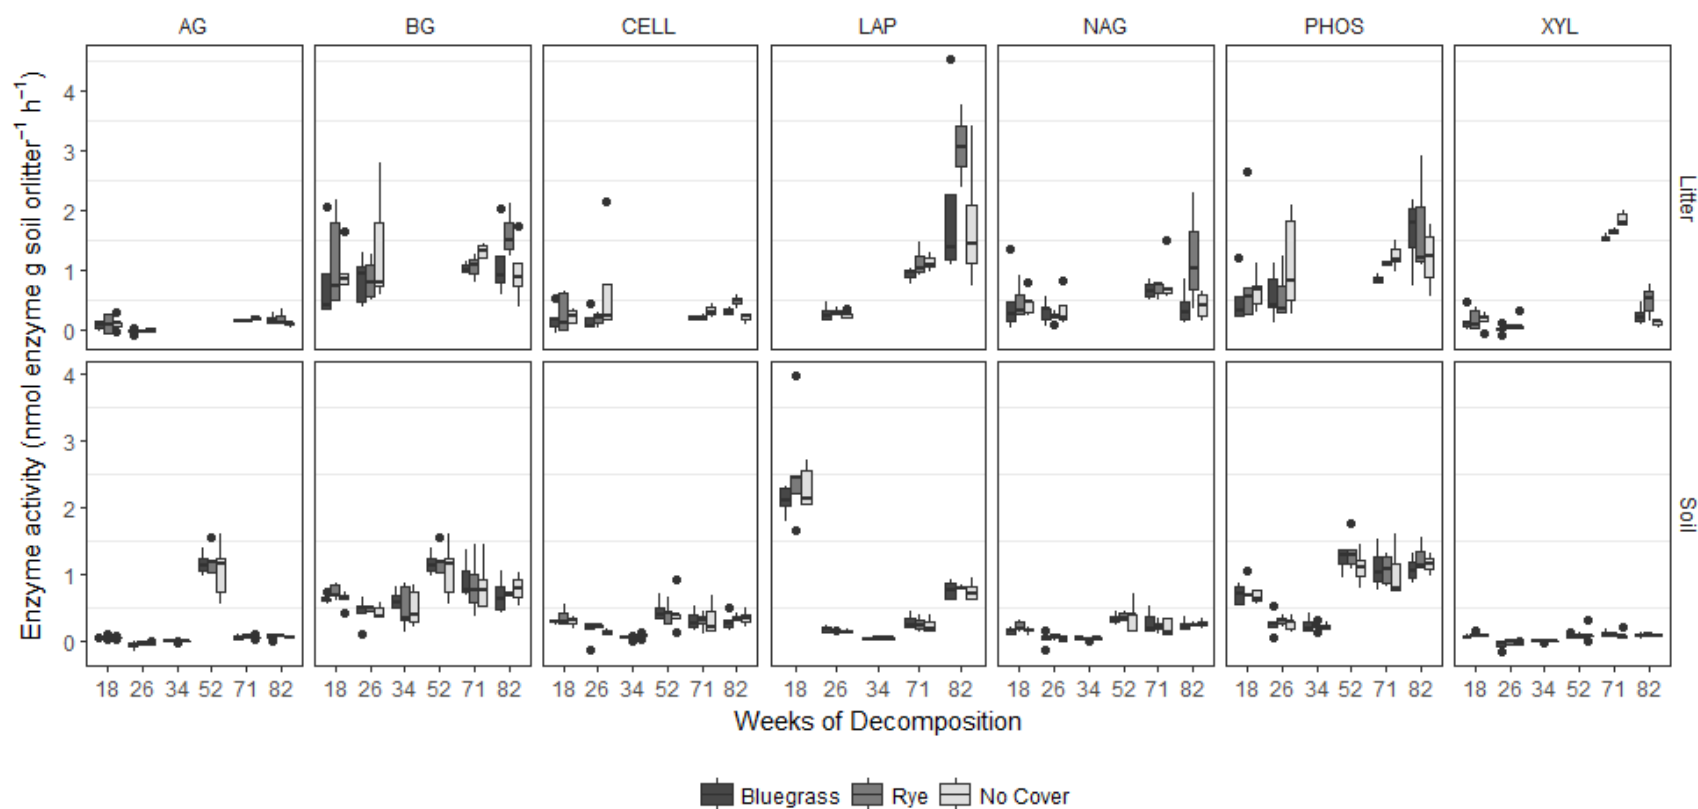 AG BG CELL LAP NAG PHOS XYL
Enzyme activity (nmol enzyme g soil orlitter⁻¹ h⁻¹)
4
3
2
1
0
Litter
4
3
2
1
0
Soil
18 26 34 52 71 82 18 26 34 52 71 82 18 26 34 52 71 82 18 26 34 71 82 18 26 34 52 71 82 18 26 34 52 71 82 18 26 34 52 71 82
Weeks of Decomposition
Bluegrass Rye No Cover